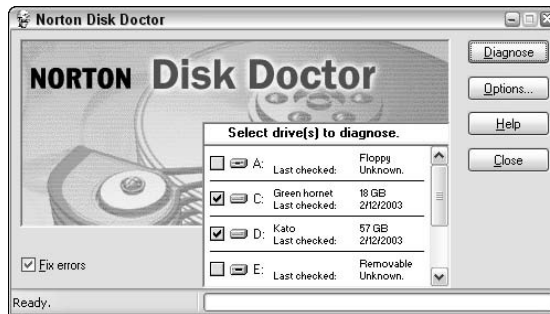 Norton Disk Doctor
NORTON Disk Doctor
Diagnose
Options...
Help
Close
Select drive(s) to diagnose.
A: Floppy
Last checked: Unknown.
C: Green hornet 18 GB
Last checked: 2/12/2003
D: Kato 57 GB
Last checked: 2/12/2003
E: Removable
Last checked: Unknown.
Fix errors
Ready.